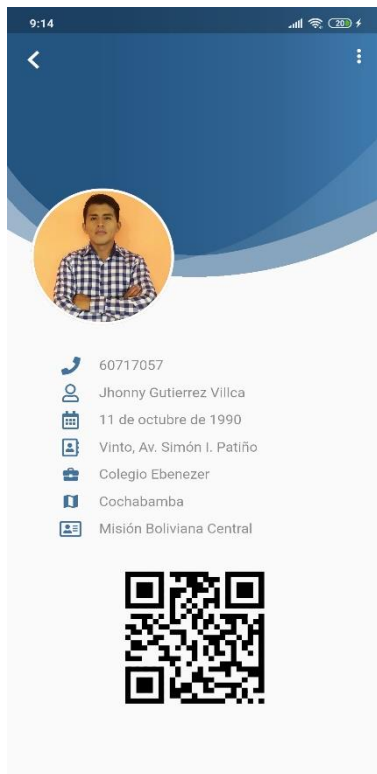 9:14
20
60717057
Jhonny Gutierrez Villca
11 de octubre de 1990
Vinto, Av. Simón I. Patiño
Colegio Ebenezer
Cochabamba
Misión Boliviana Central